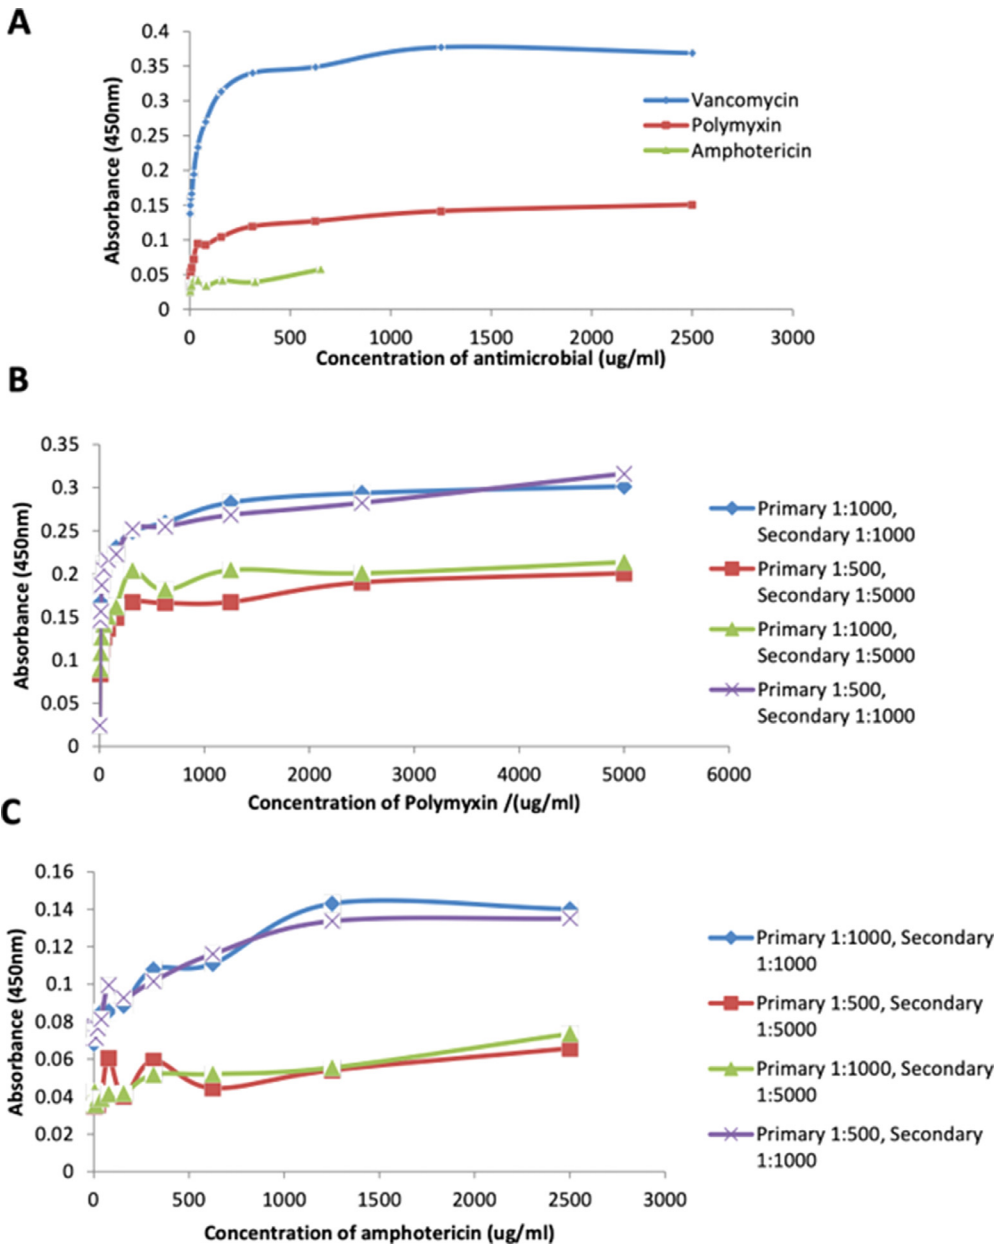 A
Absorbance (450nm)
0.4
0.35
0.3
0.25
0.2
0.15
0.1
0.05
0
0 500 1000 1500 2000 2500 3000
Concentration of antimicrobial (ug/ml)
Vancomycin
Polymyxin
Amphotericin
B
Absorbance (450nm)
0.35
0.3
0.25
0.2
0.15
0.1
0.05
0
0 1000 2000 3000 4000 5000 6000
Concentration of Polymyxin /(ug/ml)
Primary 1:1000,
Secondary 1:1000
Primary 1:500,
Secondary 1:5000
Primary 1:1000,
Secondary 1:5000
Primary 1:500,
Secondary 1:1000
C
Absorbance (450nm)
0.16
0.14
0.12
0.1
0.08
0.06
0.04
0.02
0
0 500 1000 1500 2000 2500 3000
Concentration of amphotericin (ug/ml)
Primary 1:1000, Secondary
1:1000
Primary 1:500, Secondary
1:5000
Primary 1:1000, Secondary
1:5000
Primary 1:500, Secondary
1:1000